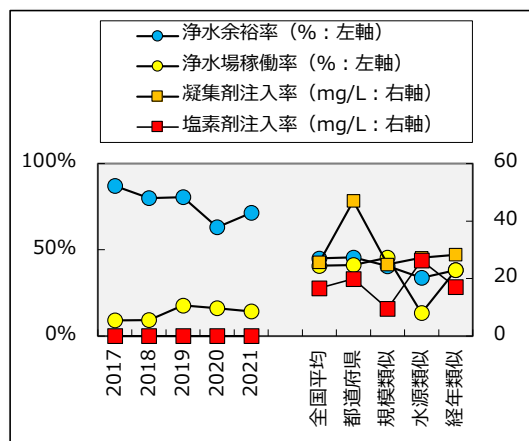 浄水余裕率（%：左軸）
浄水場稼働率（%：左軸）
凝集剤注入率（mg/L：右軸）
塩素剤注入率（mg/L：右軸）
100%
50%
0%
60
40
20
0
2017
2018
2019
2020
2021
全国平均
都道府県
規模類似
水源類似
経年類似